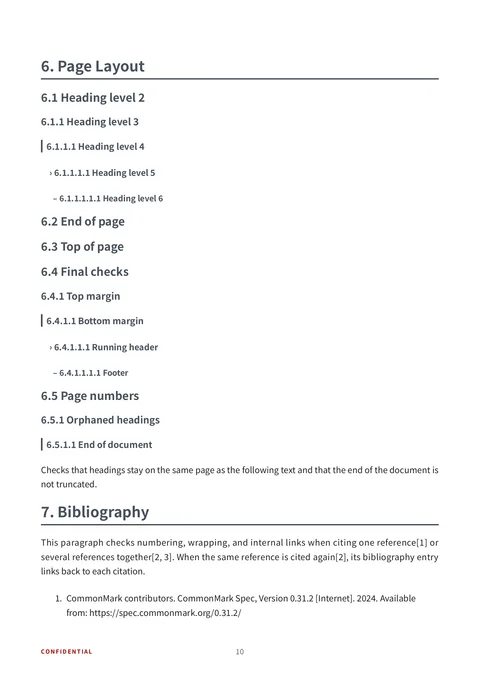 6. Page Layout
6.1 Heading level 2
6.1.1 Heading level 3
6.1.1.1 Heading level 4
› 6.1.1.1.1 Heading level 5
– 6.1.1.1.1.1 Heading level 6
6.2 End of page
6.3 Top of page
6.4 Final checks
6.4.1 Top margin
6.4.1.1 Bottom margin
› 6.4.1.1.1 Running header
– 6.4.1.1.1.1 Footer
6.5 Page numbers
6.5.1 Orphaned headings
6.5.1.1 End of document
Checks that headings stay on the same page as the following text and that the end of the document is
not truncated.
7. Bibliography
This paragraph checks numbering, wrapping, and internal links when citing one reference[1] or
several references together[2, 3]. When the same reference is cited again[2], its bibliography entry
links back to each citation.
1. CommonMark contributors. CommonMark Spec, Version 0.31.2 [Internet]. 2024. Available
from: https://spec.commonmark.org/0.31.2/
CONFIDENTIAL 10